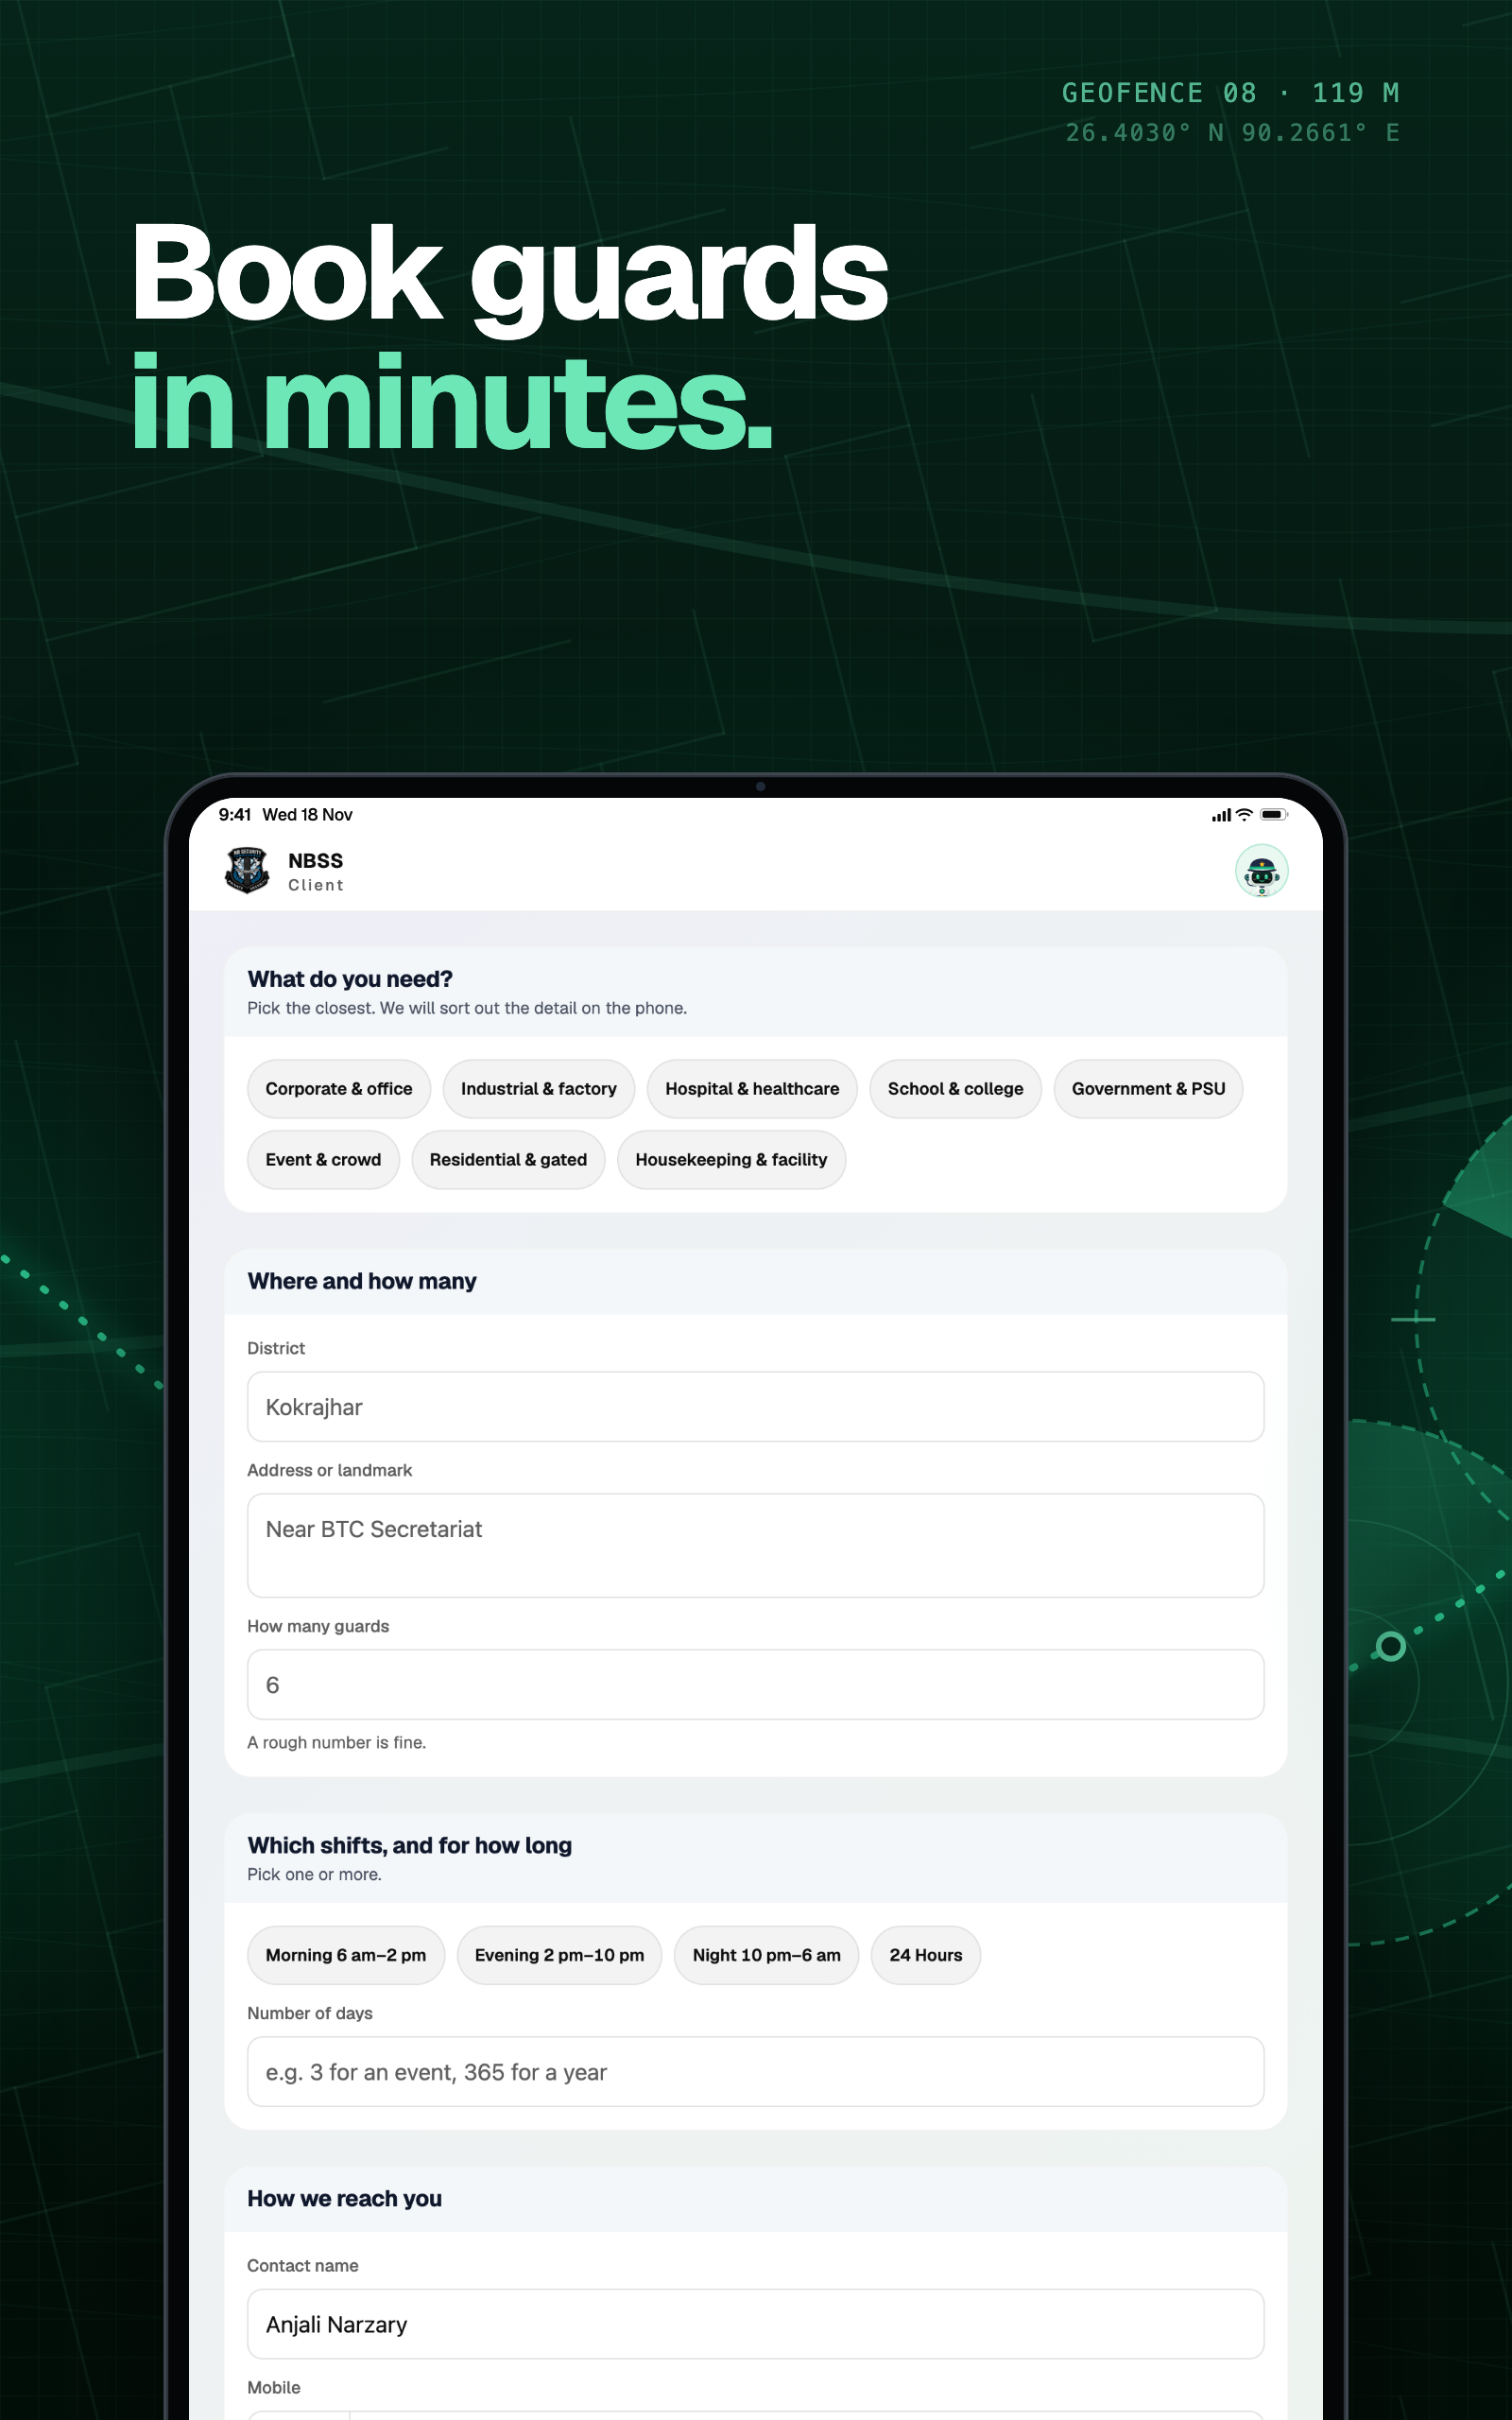 GEOFENCE 08 · 119 M
26.4030° N 90.2661° E
Book guards
in minutes.
9:41 Wed 18 Nov
NBSS
Client
What do you need?
Pick the closest. We will sort out the detail on the phone.
Corporate & office Industrial & factory Hospital & healthcare School & college Government & PSU
Event & crowd Residential & gated Housekeeping & facility
Where and how many
District
Kokrajhar
Address or landmark
Near BTC Secretariat
How many guards
6
A rough number is fine.
Which shifts, and for how long
Pick one or more.
Morning 6 am–2 pm Evening 2 pm–10 pm Night 10 pm–6 am 24 Hours
Number of days
e.g. 3 for an event, 365 for a year
How we reach you
Contact name
Anjali Narzary
Mobile